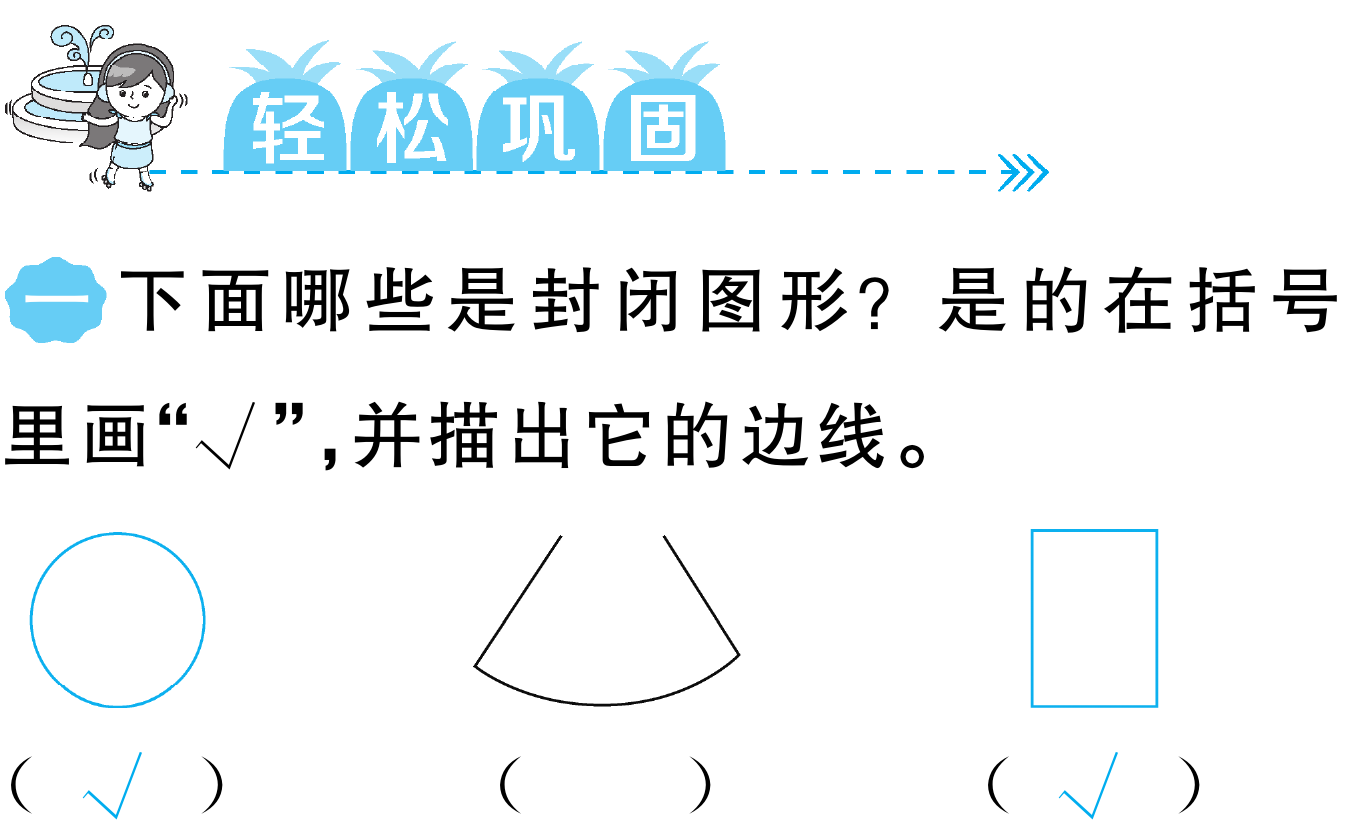 轻松巩固
一 下面哪些是封闭图形？是的在括号
里画“√”,并描出它的边线。
（ √ ） （ ） （ √ ）